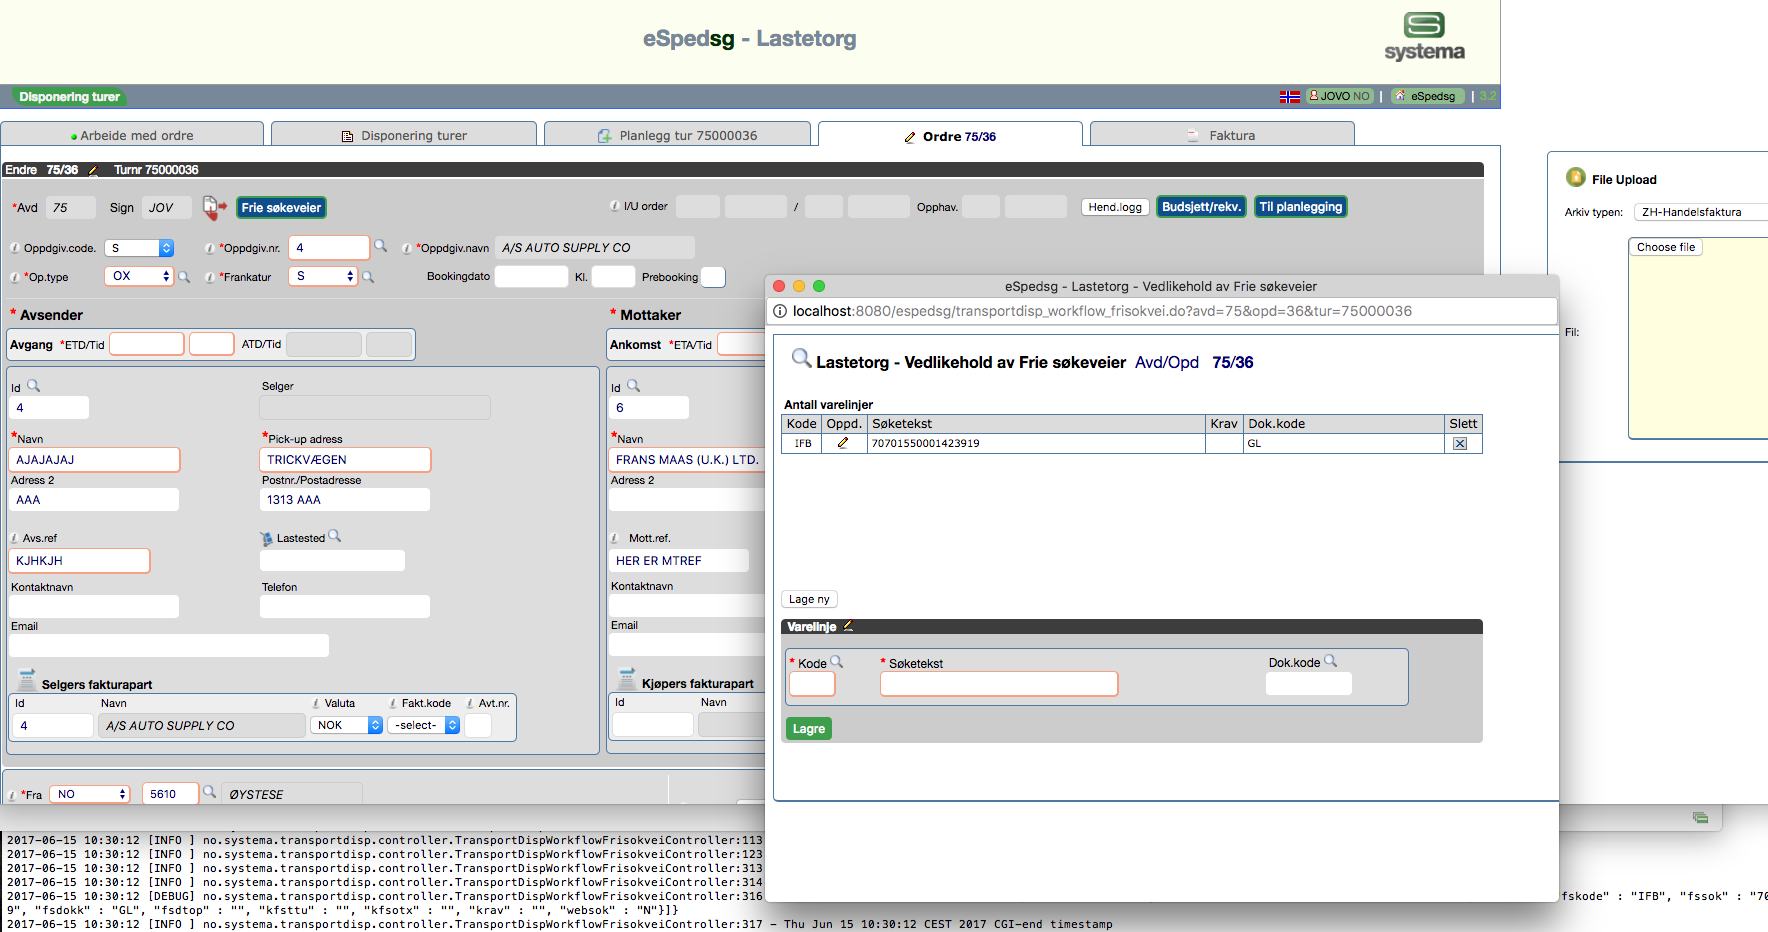 eSpedsg - Lastetorg
systema
Disponering turer
JOVO NO | eSpedsg | 3.2
Arbeide med ordre
Disponering turer
Planlegg tur 75000036
Ordre 75/36
Faktura
Endre 75/36 Turnr 75000036
*Avd 75 Sign JOV Frie søkeveier
I/U order / Opphav. Hend.logg Budsjett/rekv. Til planlegging
Oppdgiv.code. S *Oppdgiv.nr. 4 *Oppdgiv.navn A/S AUTO SUPPLY CO
*Op.type OX *Frankatur S Bookingdato Kl. Prebooking
* Avsender
Avgang *ETD/Tid ATD/Tid
Id Selger
4
*Navn *Pick-up adress
AJAJAJAJ TRICKVÆGEN
Adress 2 Postnr./Postadresse
AAA 1313 AAA
Avs.ref Lastested
KJHKJH
Kontaktnavn Telefon
Email
Selgers fakturapart
Id Navn Valuta Fakt.kode Avt.nr.
4 A/S AUTO SUPPLY CO NOK -select-
* Mottaker
Ankomst *ETA/Tid
Id
6
*Navn
FRANS MAAS (U.K.) LTD.
Adress 2
Mott.ref.
HER ER MTREF
Kontaktnavn
Email
Kjøpers fakturapart
Id Navn
*Fra NO 5610 ØYSTESE
eSpedsg - Lastetorg - Vedlikehold av Frie søkeveier
localhost:8080/espedsg/transportdisp_workflow_frisokvei.do?avd=75&opd=36&tur=75000036
Lastetorg - Vedlikehold av Frie søkeveier Avd/Opd 75/36
Antall varelinjer
Kode Oppd. Søketekst Krav Dok.kode Slett
IFB 70701550001423919 GL
Lage ny
Varelinje
* Kode * Søketekst Dok.kode
Lagre
File Upload
Arkiv typen: ZH-Handelsfaktura
Choose file
Fil:
2017-06-15 10:30:12 [INFO ] no.systema.transportdisp.controller.TransportDispWorkflowFrisokveiController:113
2017-06-15 10:30:12 [INFO ] no.systema.transportdisp.controller.TransportDispWorkflowFrisokveiController:123
2017-06-15 10:30:12 [INFO ] no.systema.transportdisp.controller.TransportDispWorkflowFrisokveiController:313
2017-06-15 10:30:12 [INFO ] no.systema.transportdisp.controller.TransportDispWorkflowFrisokveiController:314
2017-06-15 10:30:12 [DEBUG] no.systema.transportdisp.controller.TransportDispWorkflowFrisokveiController:316 fskode" : "IFB", "fssok" : "70
9", "fsdokk" : "GL", "fsdtop" : "", "kfsttu" : "", "kfsotx" : "", "krav" : "", "websok" : "N"}]}
2017-06-15 10:30:12 [INFO ] no.systema.transportdisp.controller.TransportDispWorkflowFrisokveiController:317 - Thu Jun 15 10:30:12 CEST 2017 CGI-end timestamp